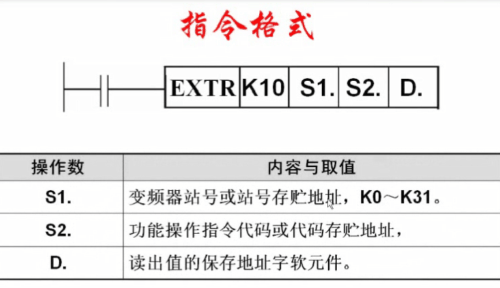 指令格式
EXTR K10 S1. S2. D.
操作数 内容与取值
S1. 变频器站号或站号存贮地址，K0～K31。
S2. 功能操作指令代码或代码存贮地址，
D. 读出值的保存地址字软元件。